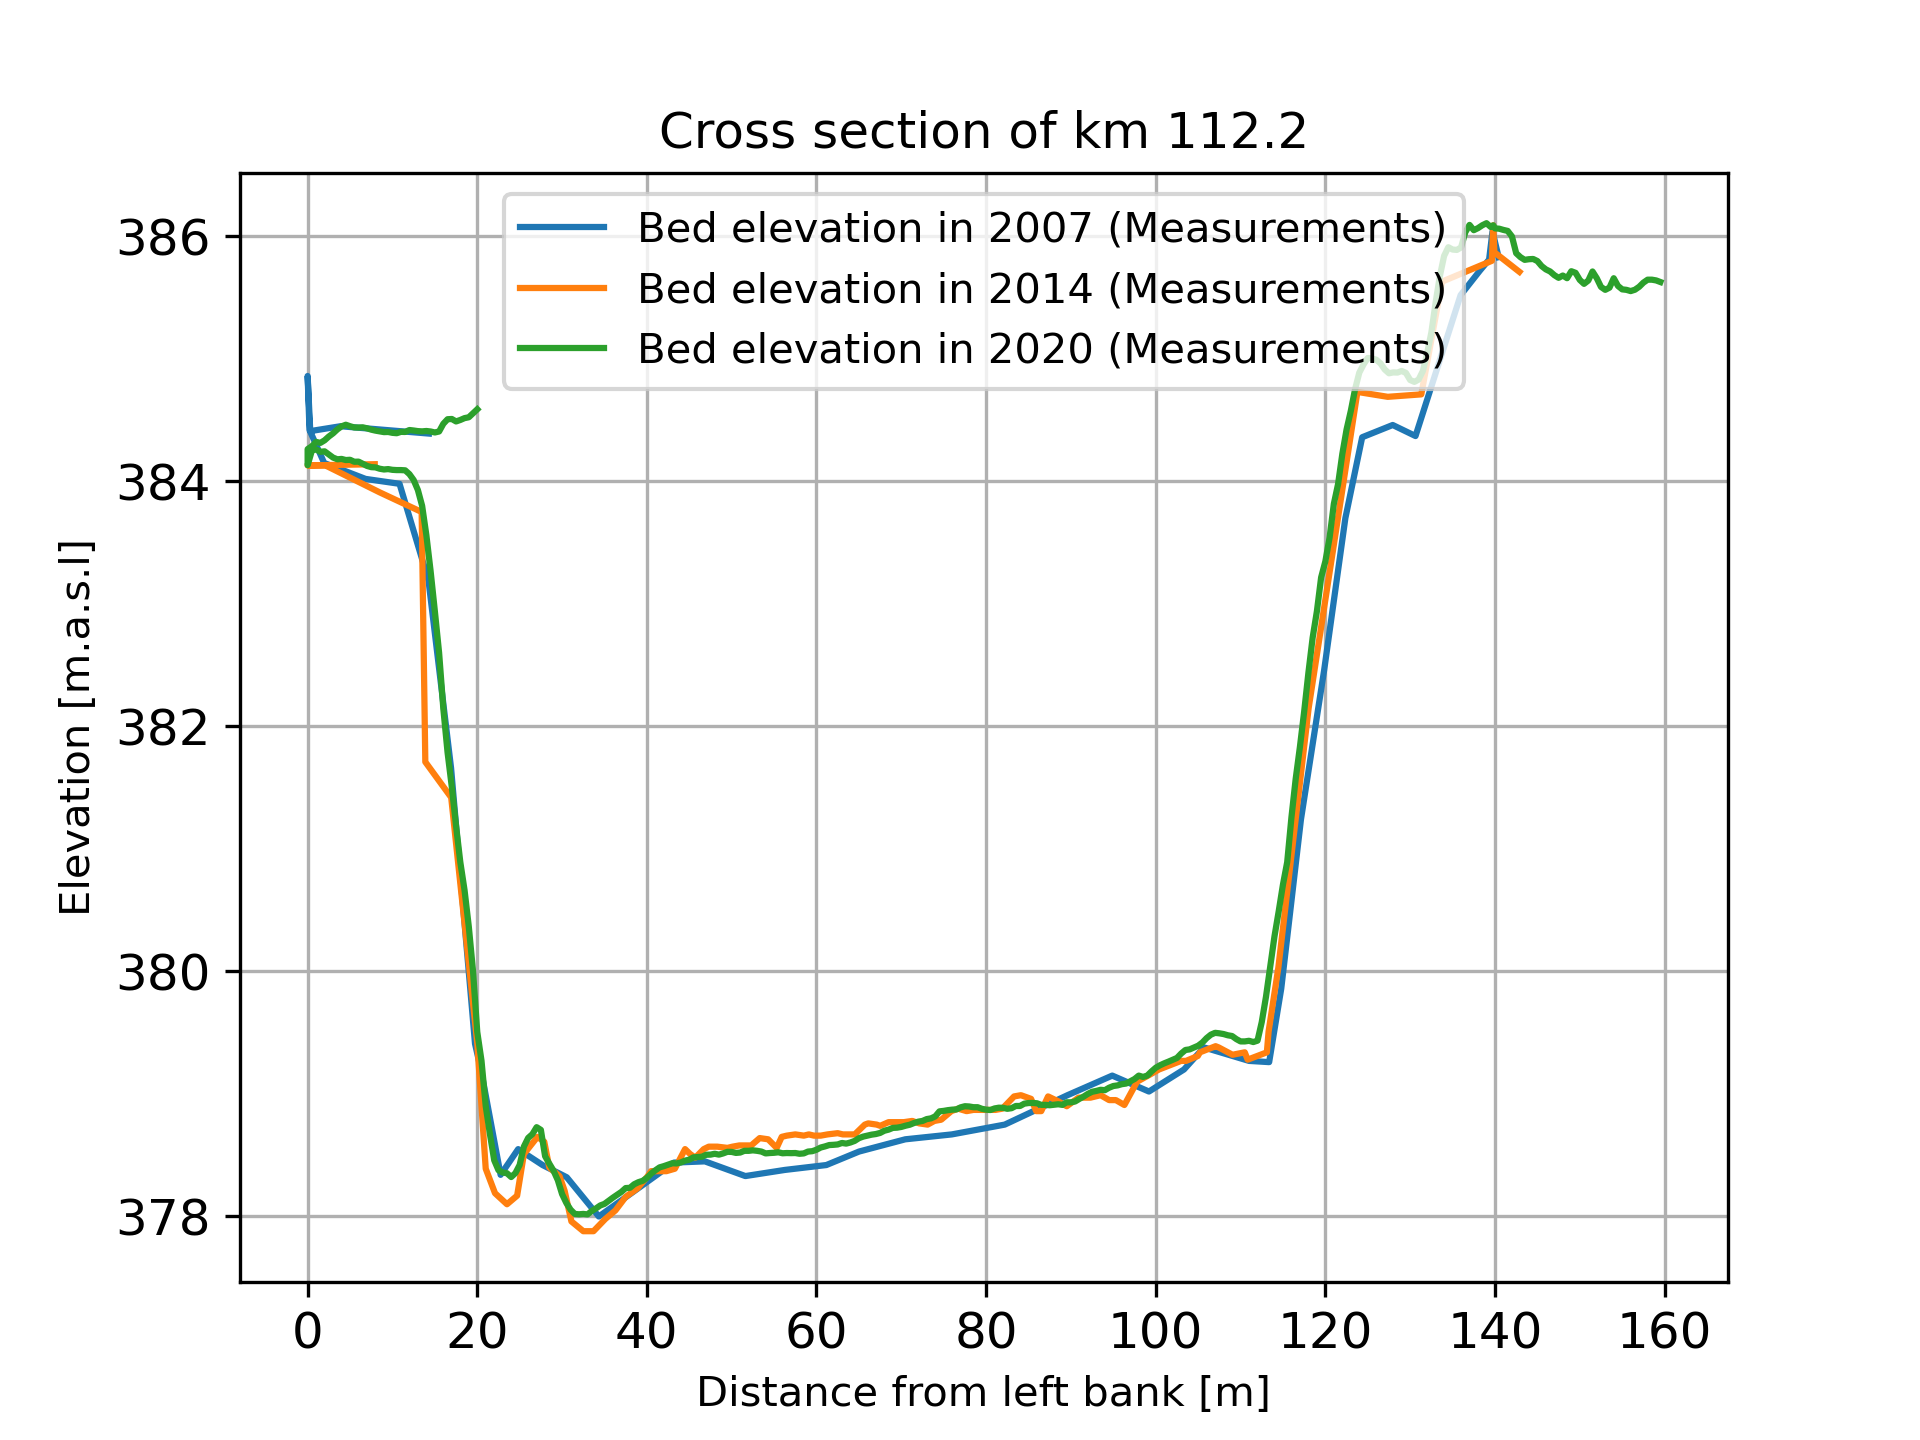 Cross section of km 112.2
Bed elevation in 2007 (Measurements)
Bed elevation in 2014 (Measurements)
Bed elevation in 2020 (Measurements)
Elevation [m.a.s.l]
386
384
382
380
378
0 20 40 60 80 100 120 140 160
Distance from left bank [m]